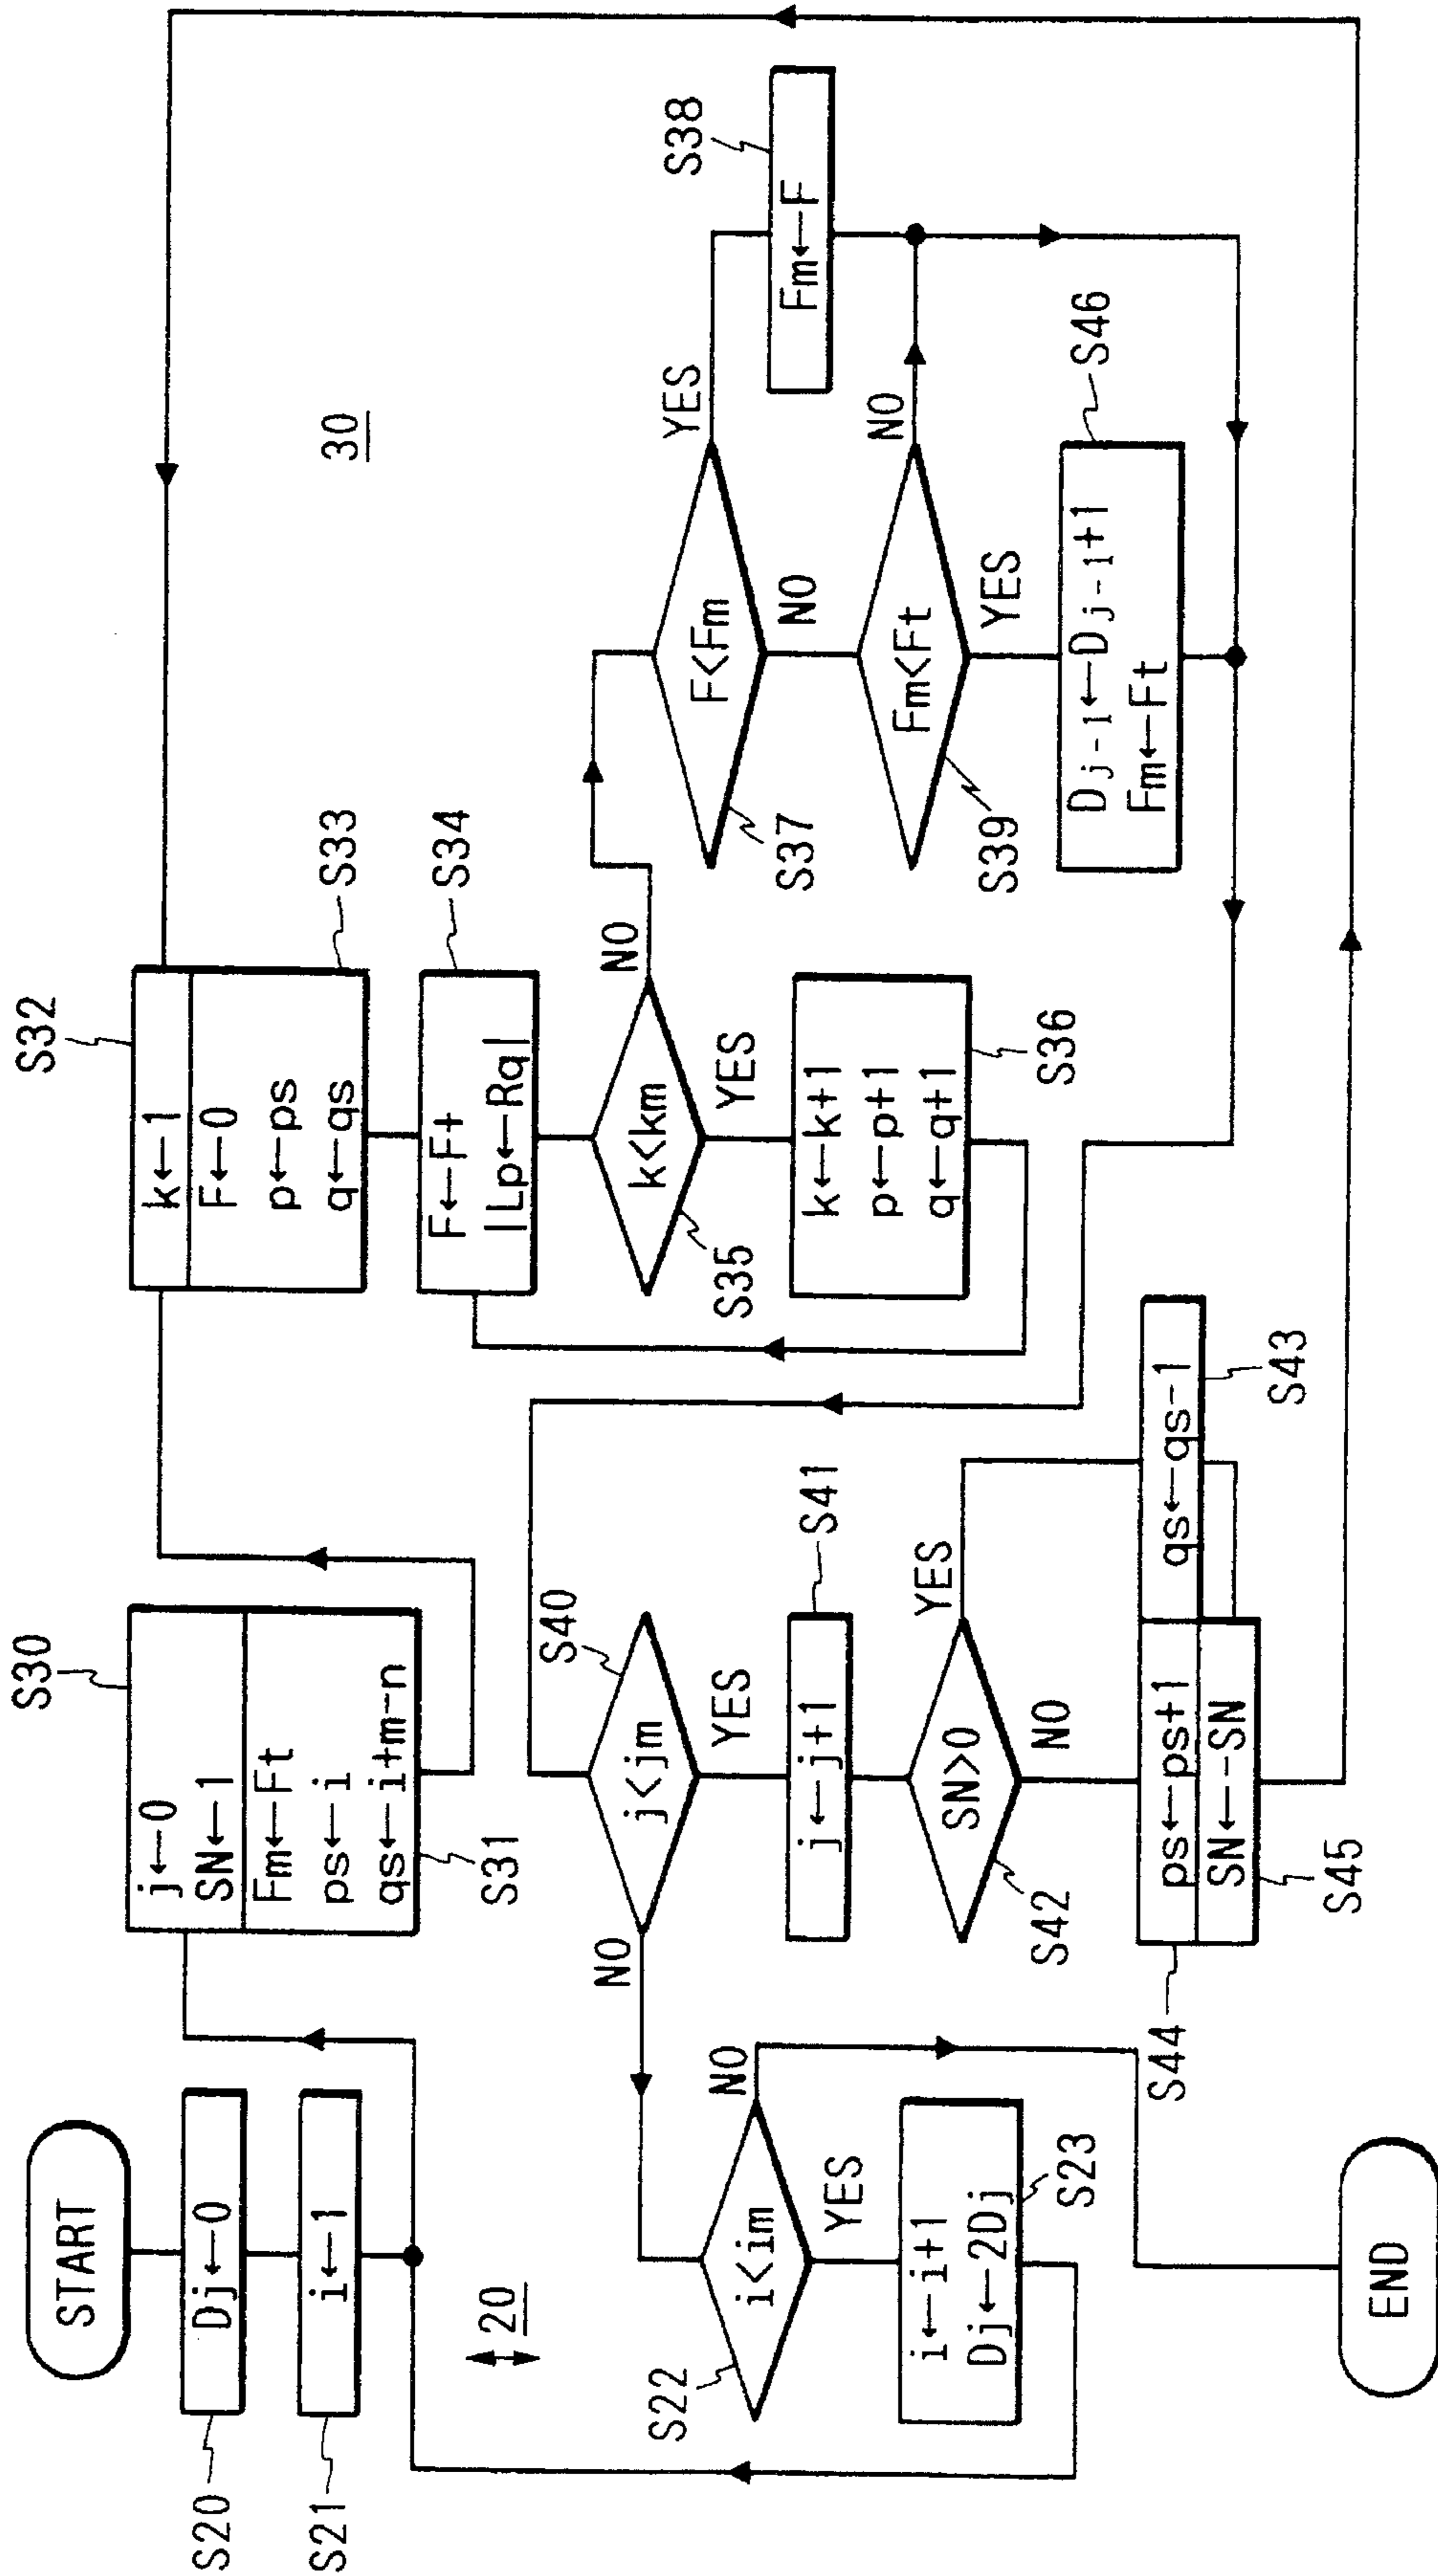 START
S20
Dj←0
S21
i←1
20
S30
j←0
SN←1
Fm←Ft
ps←i
qs←i+m-n
S31
S32
k←1
F←0
p←ps
q←qs
S33
F←F+
|Lp←Rq|
S34
k<km
S35
NO
YES
k←k+1
p←p+1
q←q+1
S36
30
F<Fm
S37
YES
NO
Fm←F
S38
Fm<Ft
S39
NO
YES
Dj-1←Dj-1+1
Fm←Ft
S46
j<jm
S40
NO
YES
j←j+1
S41
SN>0
S42
YES
NO
qs←qs-1
S43
ps←ps+1
S44
SN←-SN
S45
i<im
S22
NO
YES
i←i+1
Dj←2Dj
S23
END